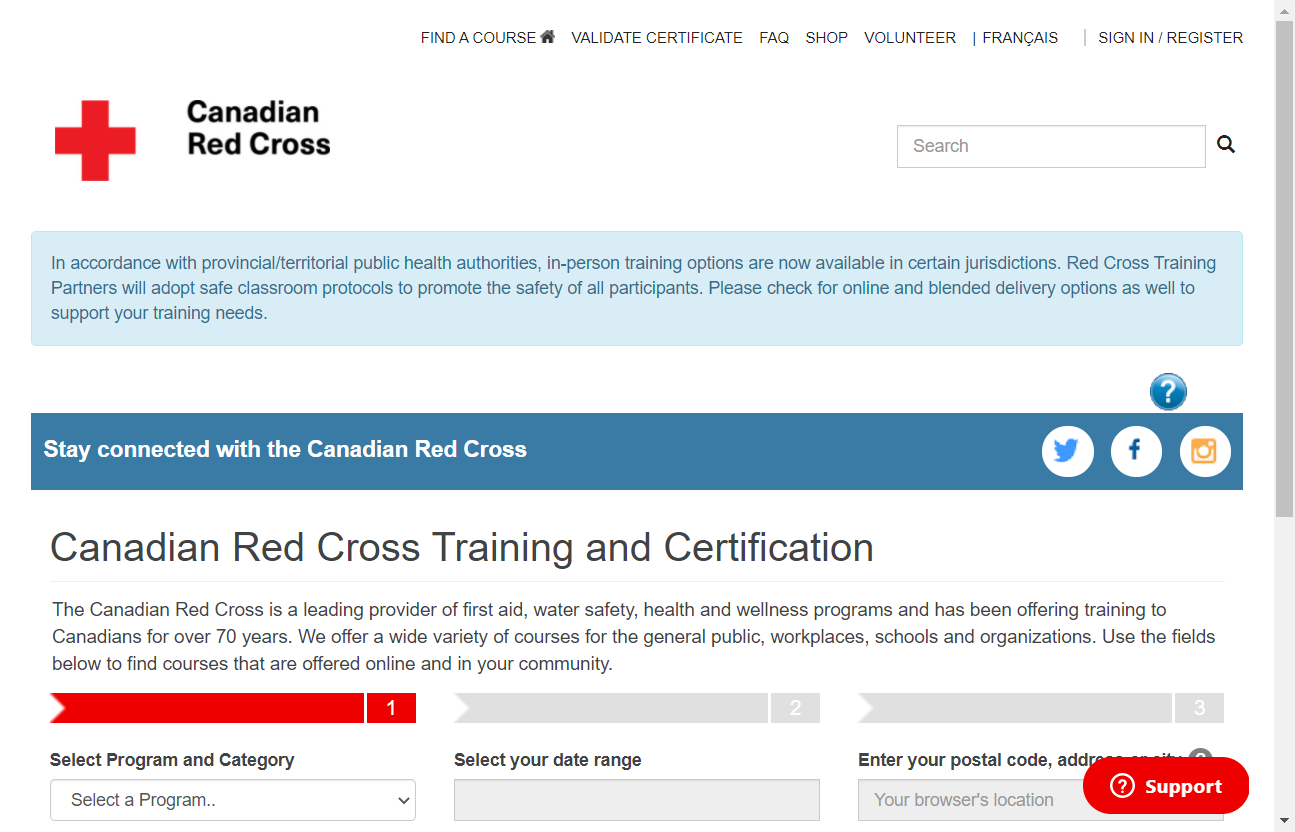 FIND A COURSE VALIDATE CERTIFICATE FAQ SHOP VOLUNTEER | FRANÇAIS SIGN IN / REGISTER
Canadian
Red Cross
Search
In accordance with provincial/territorial public health authorities, in-person training options are now available in certain jurisdictions. Red Cross Training
Partners will adopt safe classroom protocols to promote the safety of all participants. Please check for online and blended delivery options as well to
support your training needs.
?
Stay connected with the Canadian Red Cross
Canadian Red Cross Training and Certification
The Canadian Red Cross is a leading provider of first aid, water safety, health and wellness programs and has been offering training to
Canadians for over 70 years. We offer a wide variety of courses for the general public, workplaces, schools and organizations. Use the fields
below to find courses that are offered online and in your community.
1 2 3
Select Program and Category Select your date range Enter your postal code, address or city
Select a Program.. Your browser's location
? Support